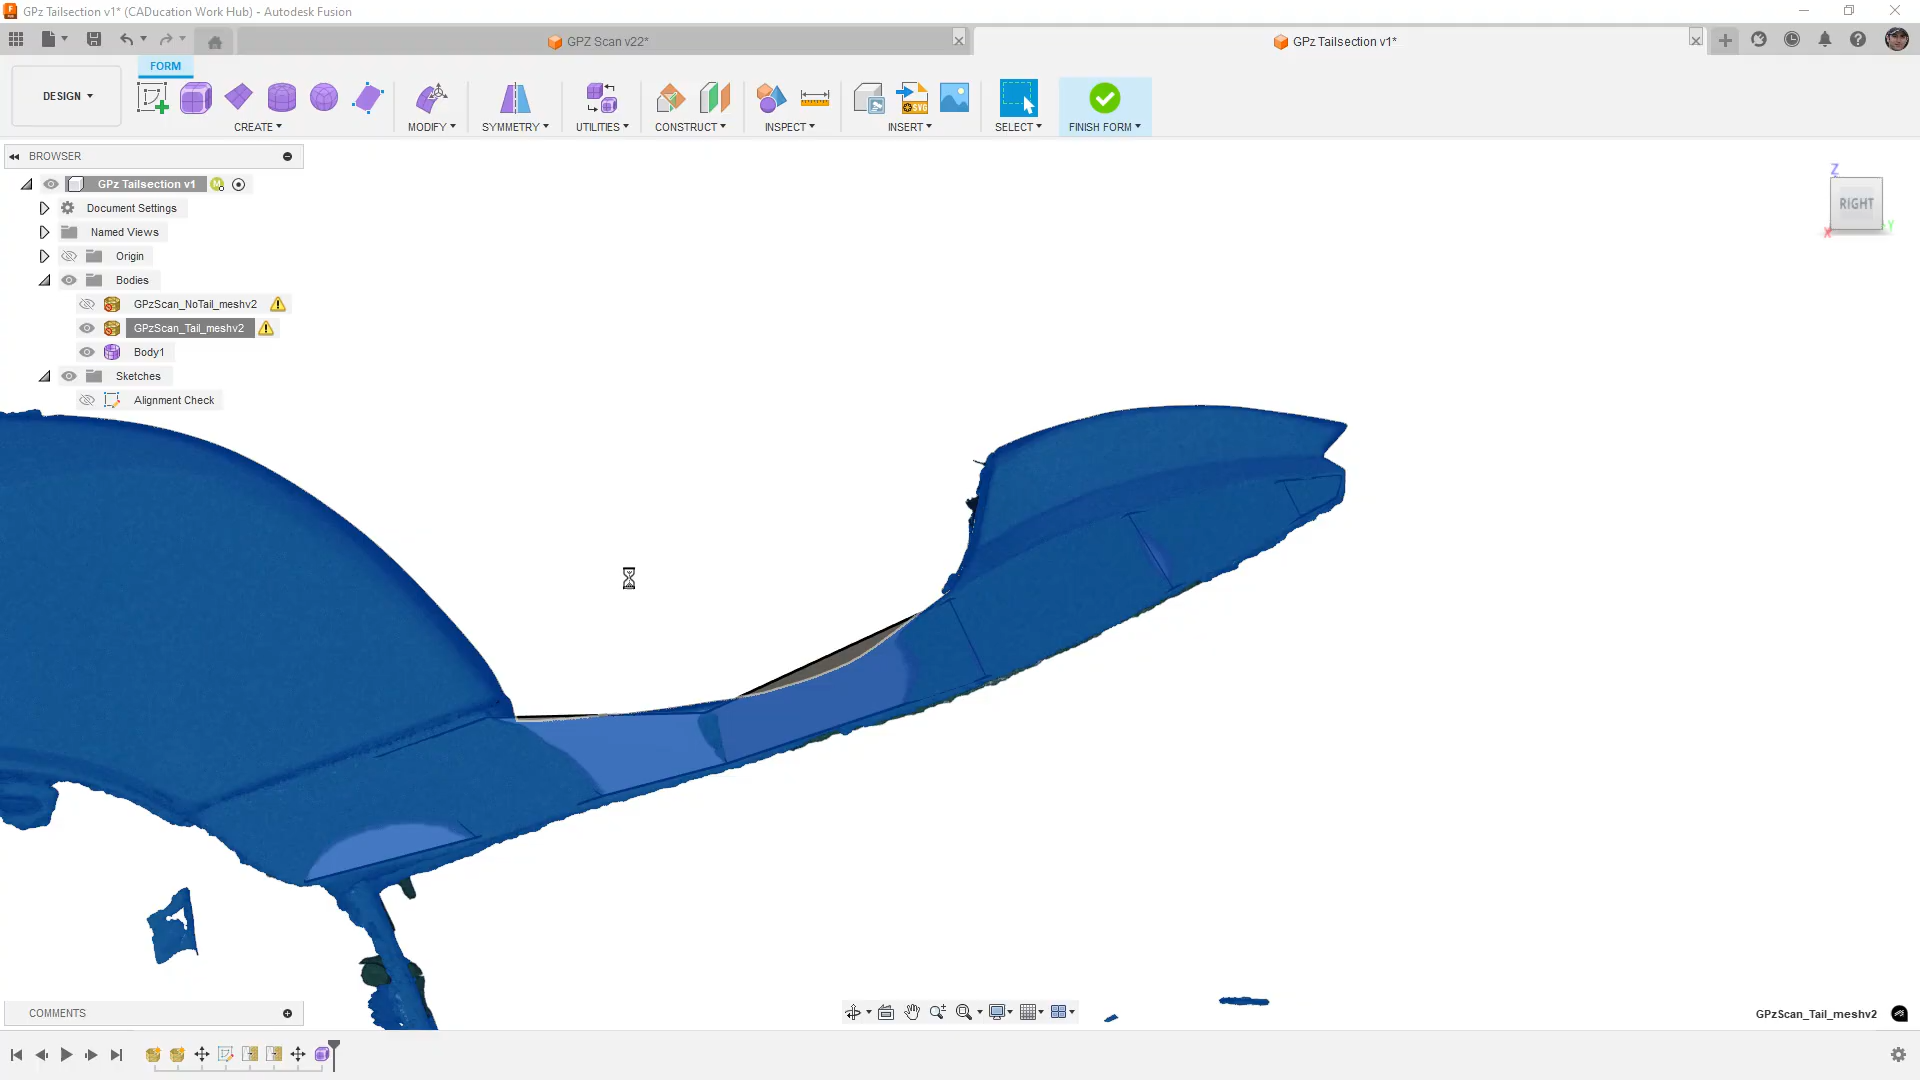 GPz Tailsection v1* (CADucation Work Hub) - Autodesk Fusion
GPZ Scan v22*
GPz Tailsection v1*
FORM
DESIGN
CREATE
MODIFY
SYMMETRY
UTILITIES
CONSTRUCT
INSPECT
INSERT
SELECT
FINISH FORM
BROWSER
GPz Tailsection v1
Document Settings
Named Views
Origin
Bodies
GPzScan_NoTail_meshv2
GPzScan_Tail_meshv2
Body1
Sketches
Alignment Check
Z
RIGHT
Y
X
COMMENTS
GPzScan_Tail_meshv2